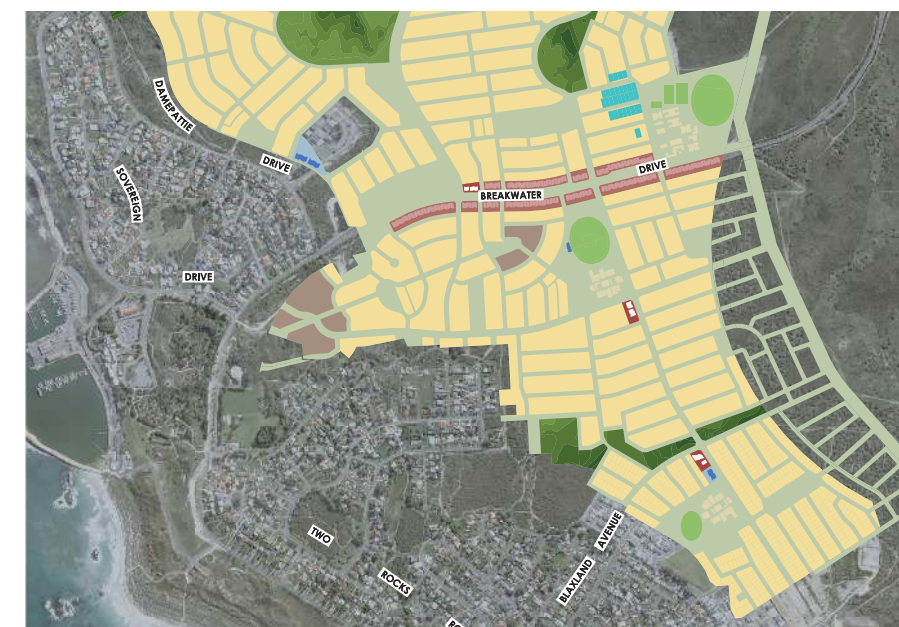 DAMEPATTIE
DRIVE
SOVEREIGN
DRIVE
BREAKWATER
DRIVE
TWO
ROCKS
BLAXLAND
AVENUE